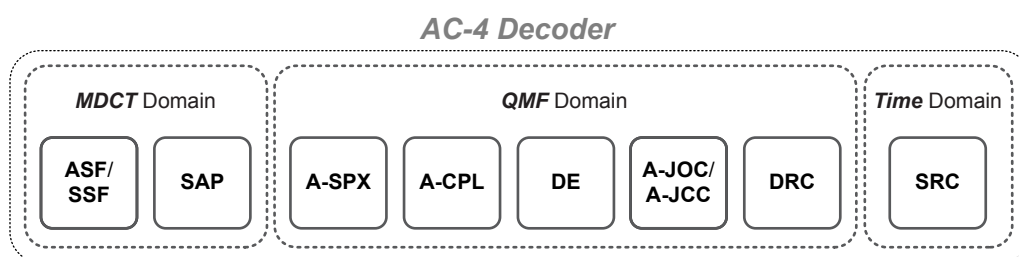 AC-4 Decoder
MDCT Domain
QMF Domain
Time Domain
ASF/
SSF
SAP
A-SPX
A-CPL
DE
A-JOC/
A-JCC
DRC
SRC